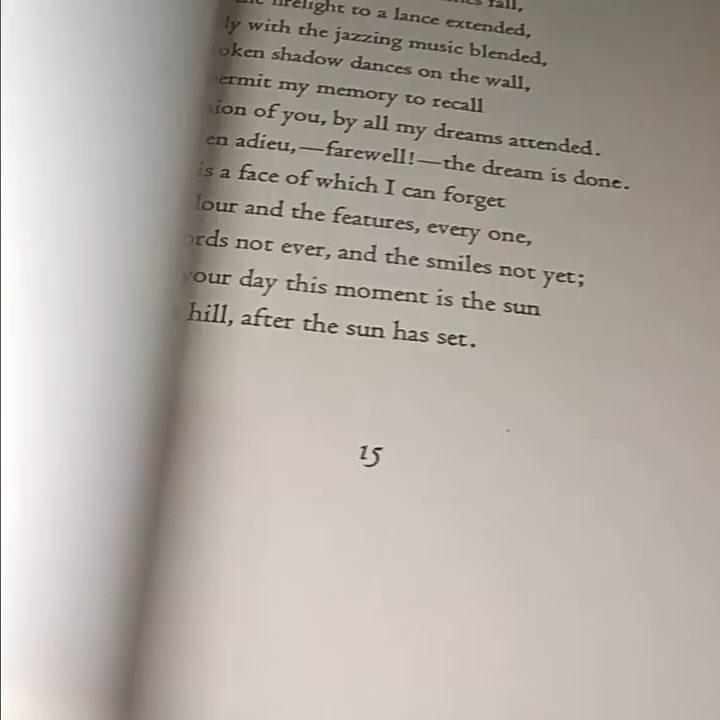 firelight to a lance extended,
ly with the jazzing music blended,
oken shadow dances on the wall,
ermit my memory to recall
ion of you, by all my dreams attended.
en adieu,—farewell!—the dream is done.
is a face of which I can forget
lour and the features, every one,
ords not ever, and the smiles not yet;
your day this moment is the sun
hill, after the sun has set.
15